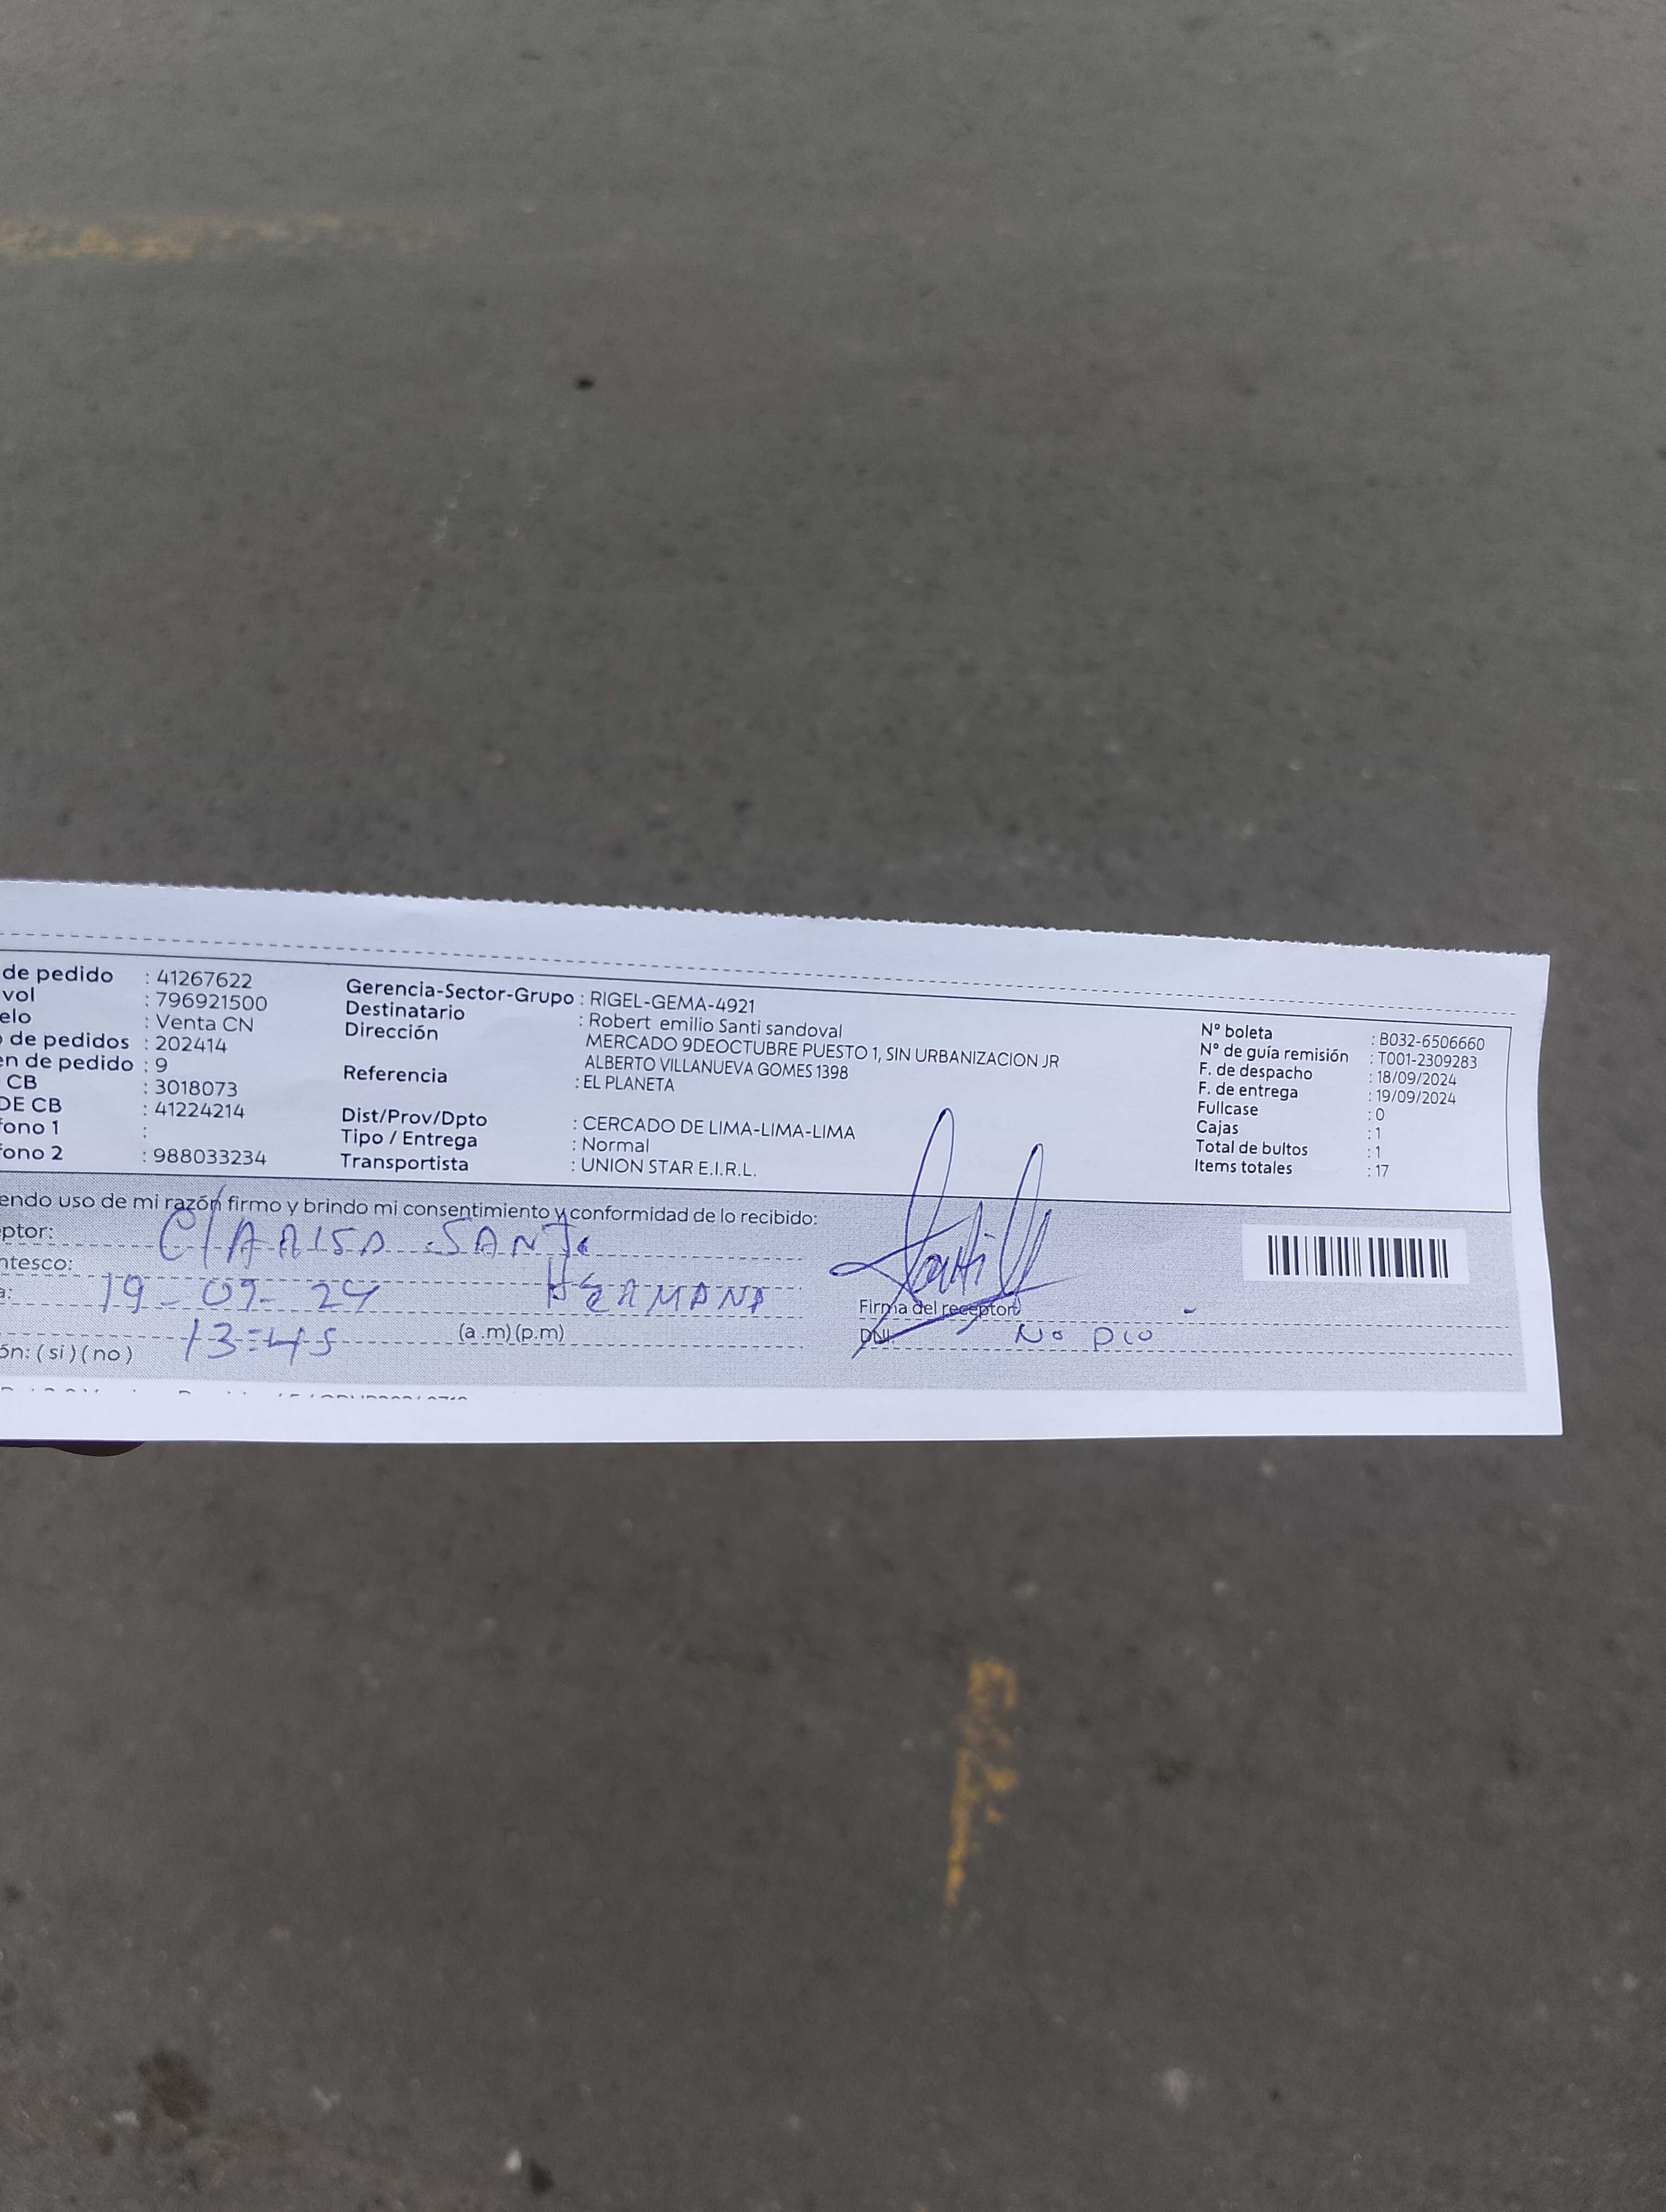 de pedido : 41267622
vol : 796921500
elo : Venta CN
de pedidos : 202414
en de pedido : 9
CB : 3018073
DE CB : 41224214
fono 1 :
fono 2 : 988033234
Gerencia-Sector-Grupo : RIGEL-GEMA-4921
Destinatario : Robert emilio Santi sandoval
Dirección MERCADO 9DEOCTUBRE PUESTO 1, SIN URBANIZACION JR
ALBERTO VILLANUEVA GOMES 1398
Referencia : EL PLANETA
Dist/Prov/Dpto : CERCADO DE LIMA-LIMA-LIMA
Tipo / Entrega : Normal
Transportista : UNION STAR E.I.R.L.
N° boleta : B032-6506660
N° de guía remisión : T001-2309283
F. de despacho : 18/09/2024
F. de entrega : 19/09/2024
Fullcase : 0
Cajas : 1
Total de bultos : 1
Items totales : 17
endo uso de mi razón firmo y brindo mi consentimiento y conformidad de lo recibido:
ptor: ClARISA SANTi
ntesco: HERMANA
a: 19-09-24
13:45 (a.m)(p.m)
ón: (si)(no)
Firma del receptor
DNI: No DIO